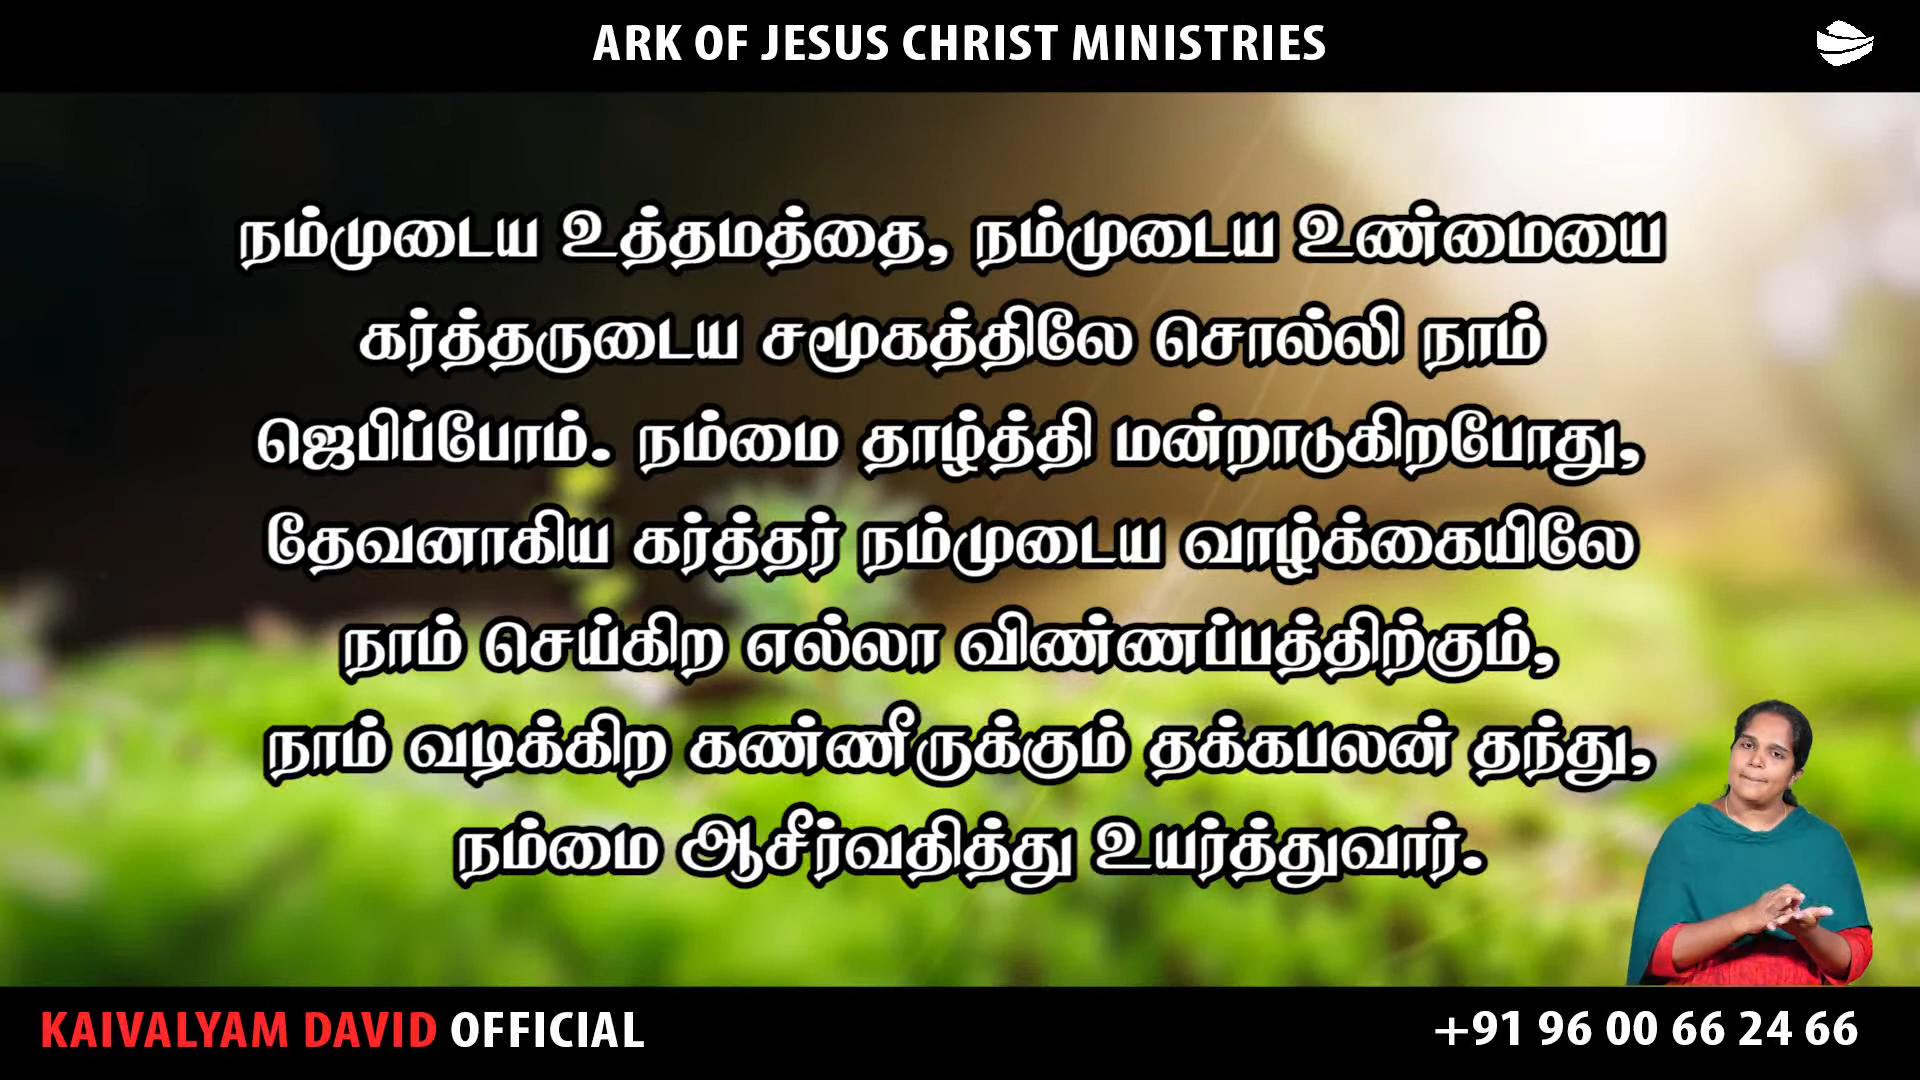 ARK OF JESUS CHRIST MINISTRIES
நம்முடைய உத்தமத்தை, நம்முடைய உண்மையை
கர்த்தருடைய சமூகத்திலே சொல்லி நாம்
ஜெபிப்போம். நம்மை தாழ்த்தி மன்றாடுகிறபோது,
தேவனாகிய கர்த்தர் நம்முடைய வாழ்க்கையிலே
நாம் செய்கிற எல்லா விண்ணப்பத்திற்கும்,
நாம் வடிக்கிற கண்ணீருக்கும் தக்கபலன் தந்து,
நம்மை ஆசீர்வதித்து உயர்த்துவார்.
KAIVALYAM DAVID OFFICIAL
+91 96 00 66 24 66